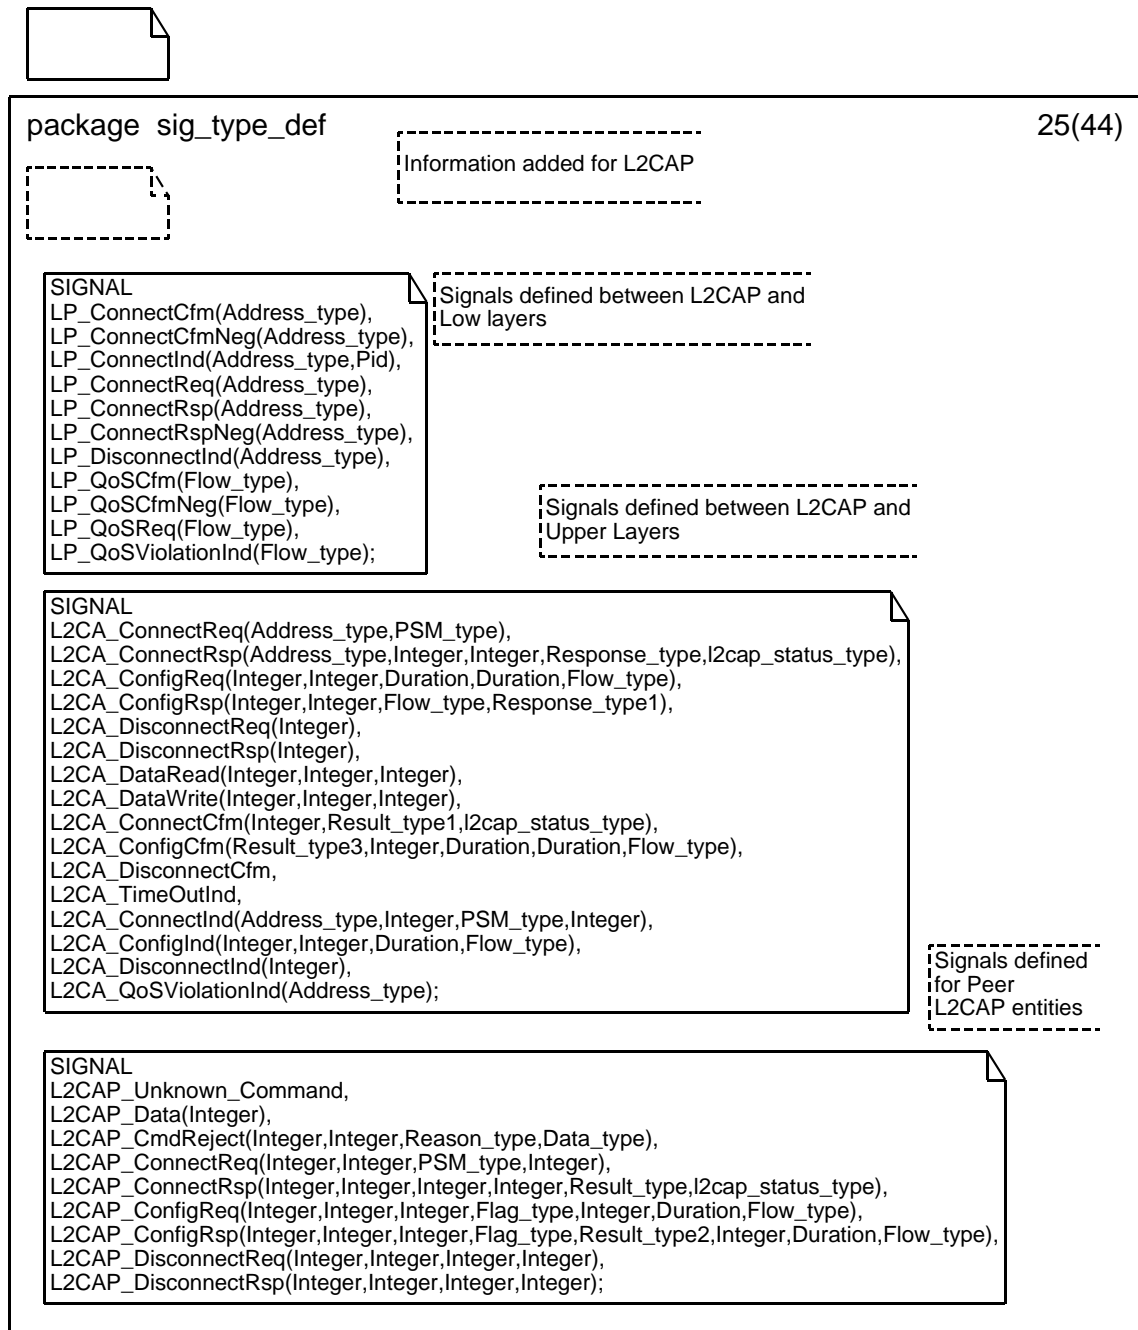 package sig_type_def
25(44)
Information added for L2CAP
SIGNAL
LP_ConnectCfm(Address_type),
LP_ConnectCfmNeg(Address_type),
LP_ConnectInd(Address_type,Pid),
LP_ConnectReq(Address_type),
LP_ConnectRsp(Address_type),
LP_ConnectRspNeg(Address_type),
LP_DisconnectInd(Address_type),
LP_QoSCfm(Flow_type),
LP_QoSCfmNeg(Flow_type),
LP_QoSReq(Flow_type),
LP_QoSViolationInd(Flow_type);
Signals defined between L2CAP and
Low layers
Signals defined between L2CAP and
Upper Layers
SIGNAL
L2CA_ConnectReq(Address_type,PSM_type),
L2CA_ConnectRsp(Address_type,Integer,Integer,Response_type,l2cap_status_type),
L2CA_ConfigReq(Integer,Integer,Duration,Duration,Flow_type),
L2CA_ConfigRsp(Integer,Integer,Flow_type,Response_type1),
L2CA_DisconnectReq(Integer),
L2CA_DisconnectRsp(Integer),
L2CA_DataRead(Integer,Integer,Integer),
L2CA_DataWrite(Integer,Integer,Integer),
L2CA_ConnectCfm(Integer,Result_type1,l2cap_status_type),
L2CA_ConfigCfm(Result_type3,Integer,Duration,Duration,Flow_type),
L2CA_DisconnectCfm,
L2CA_TimeOutInd,
L2CA_ConnectInd(Address_type,Integer,PSM_type,Integer),
L2CA_ConfigInd(Integer,Integer,Duration,Flow_type),
L2CA_DisconnectInd(Integer),
L2CA_QoSViolationInd(Address_type);
Signals defined
for Peer
L2CAP entities
SIGNAL
L2CAP_Unknown_Command,
L2CAP_Data(Integer),
L2CAP_CmdReject(Integer,Integer,Reason_type,Data_type),
L2CAP_ConnectReq(Integer,Integer,PSM_type,Integer),
L2CAP_ConnectRsp(Integer,Integer,Integer,Integer,Result_type,l2cap_status_type),
L2CAP_ConfigReq(Integer,Integer,Integer,Flag_type,Integer,Duration,Flow_type),
L2CAP_ConfigRsp(Integer,Integer,Integer,Flag_type,Result_type2,Integer,Duration,Flow_type),
L2CAP_DisconnectReq(Integer,Integer,Integer,Integer),
L2CAP_DisconnectRsp(Integer,Integer,Integer,Integer);